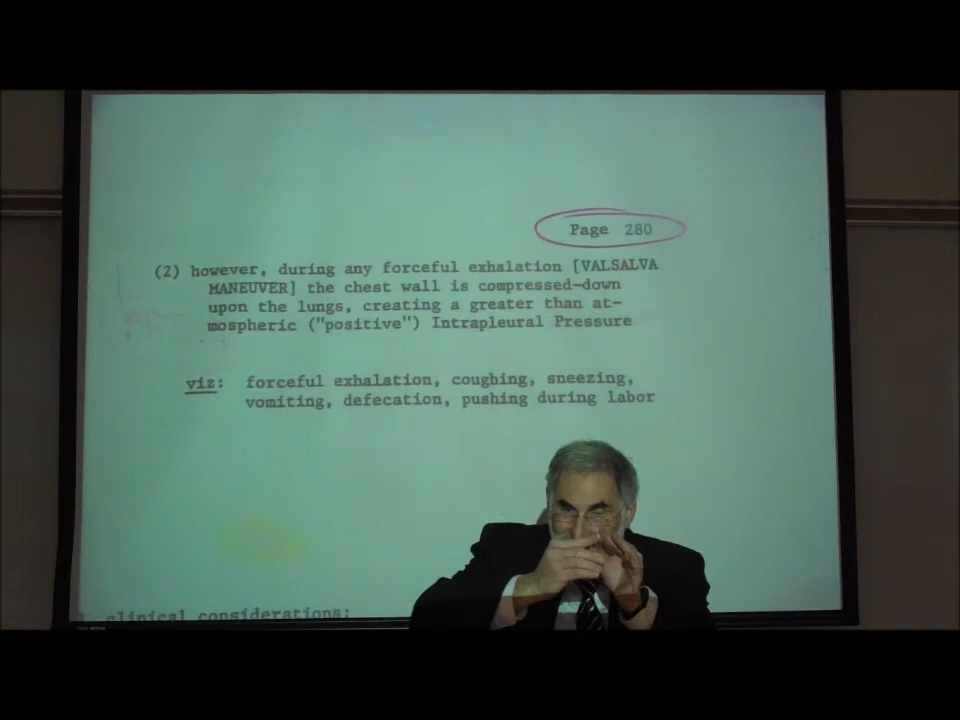 Page 280
(2) however, during any forceful exhalation [VALSALVA
MANEUVER] the chest wall is compressed-down
upon the lungs, creating a greater than at-
mospheric ("positive") Intrapleural Pressure
viz: forceful exhalation, coughing, sneezing,
vomiting, defecation, pushing during labor
clinical considerations: